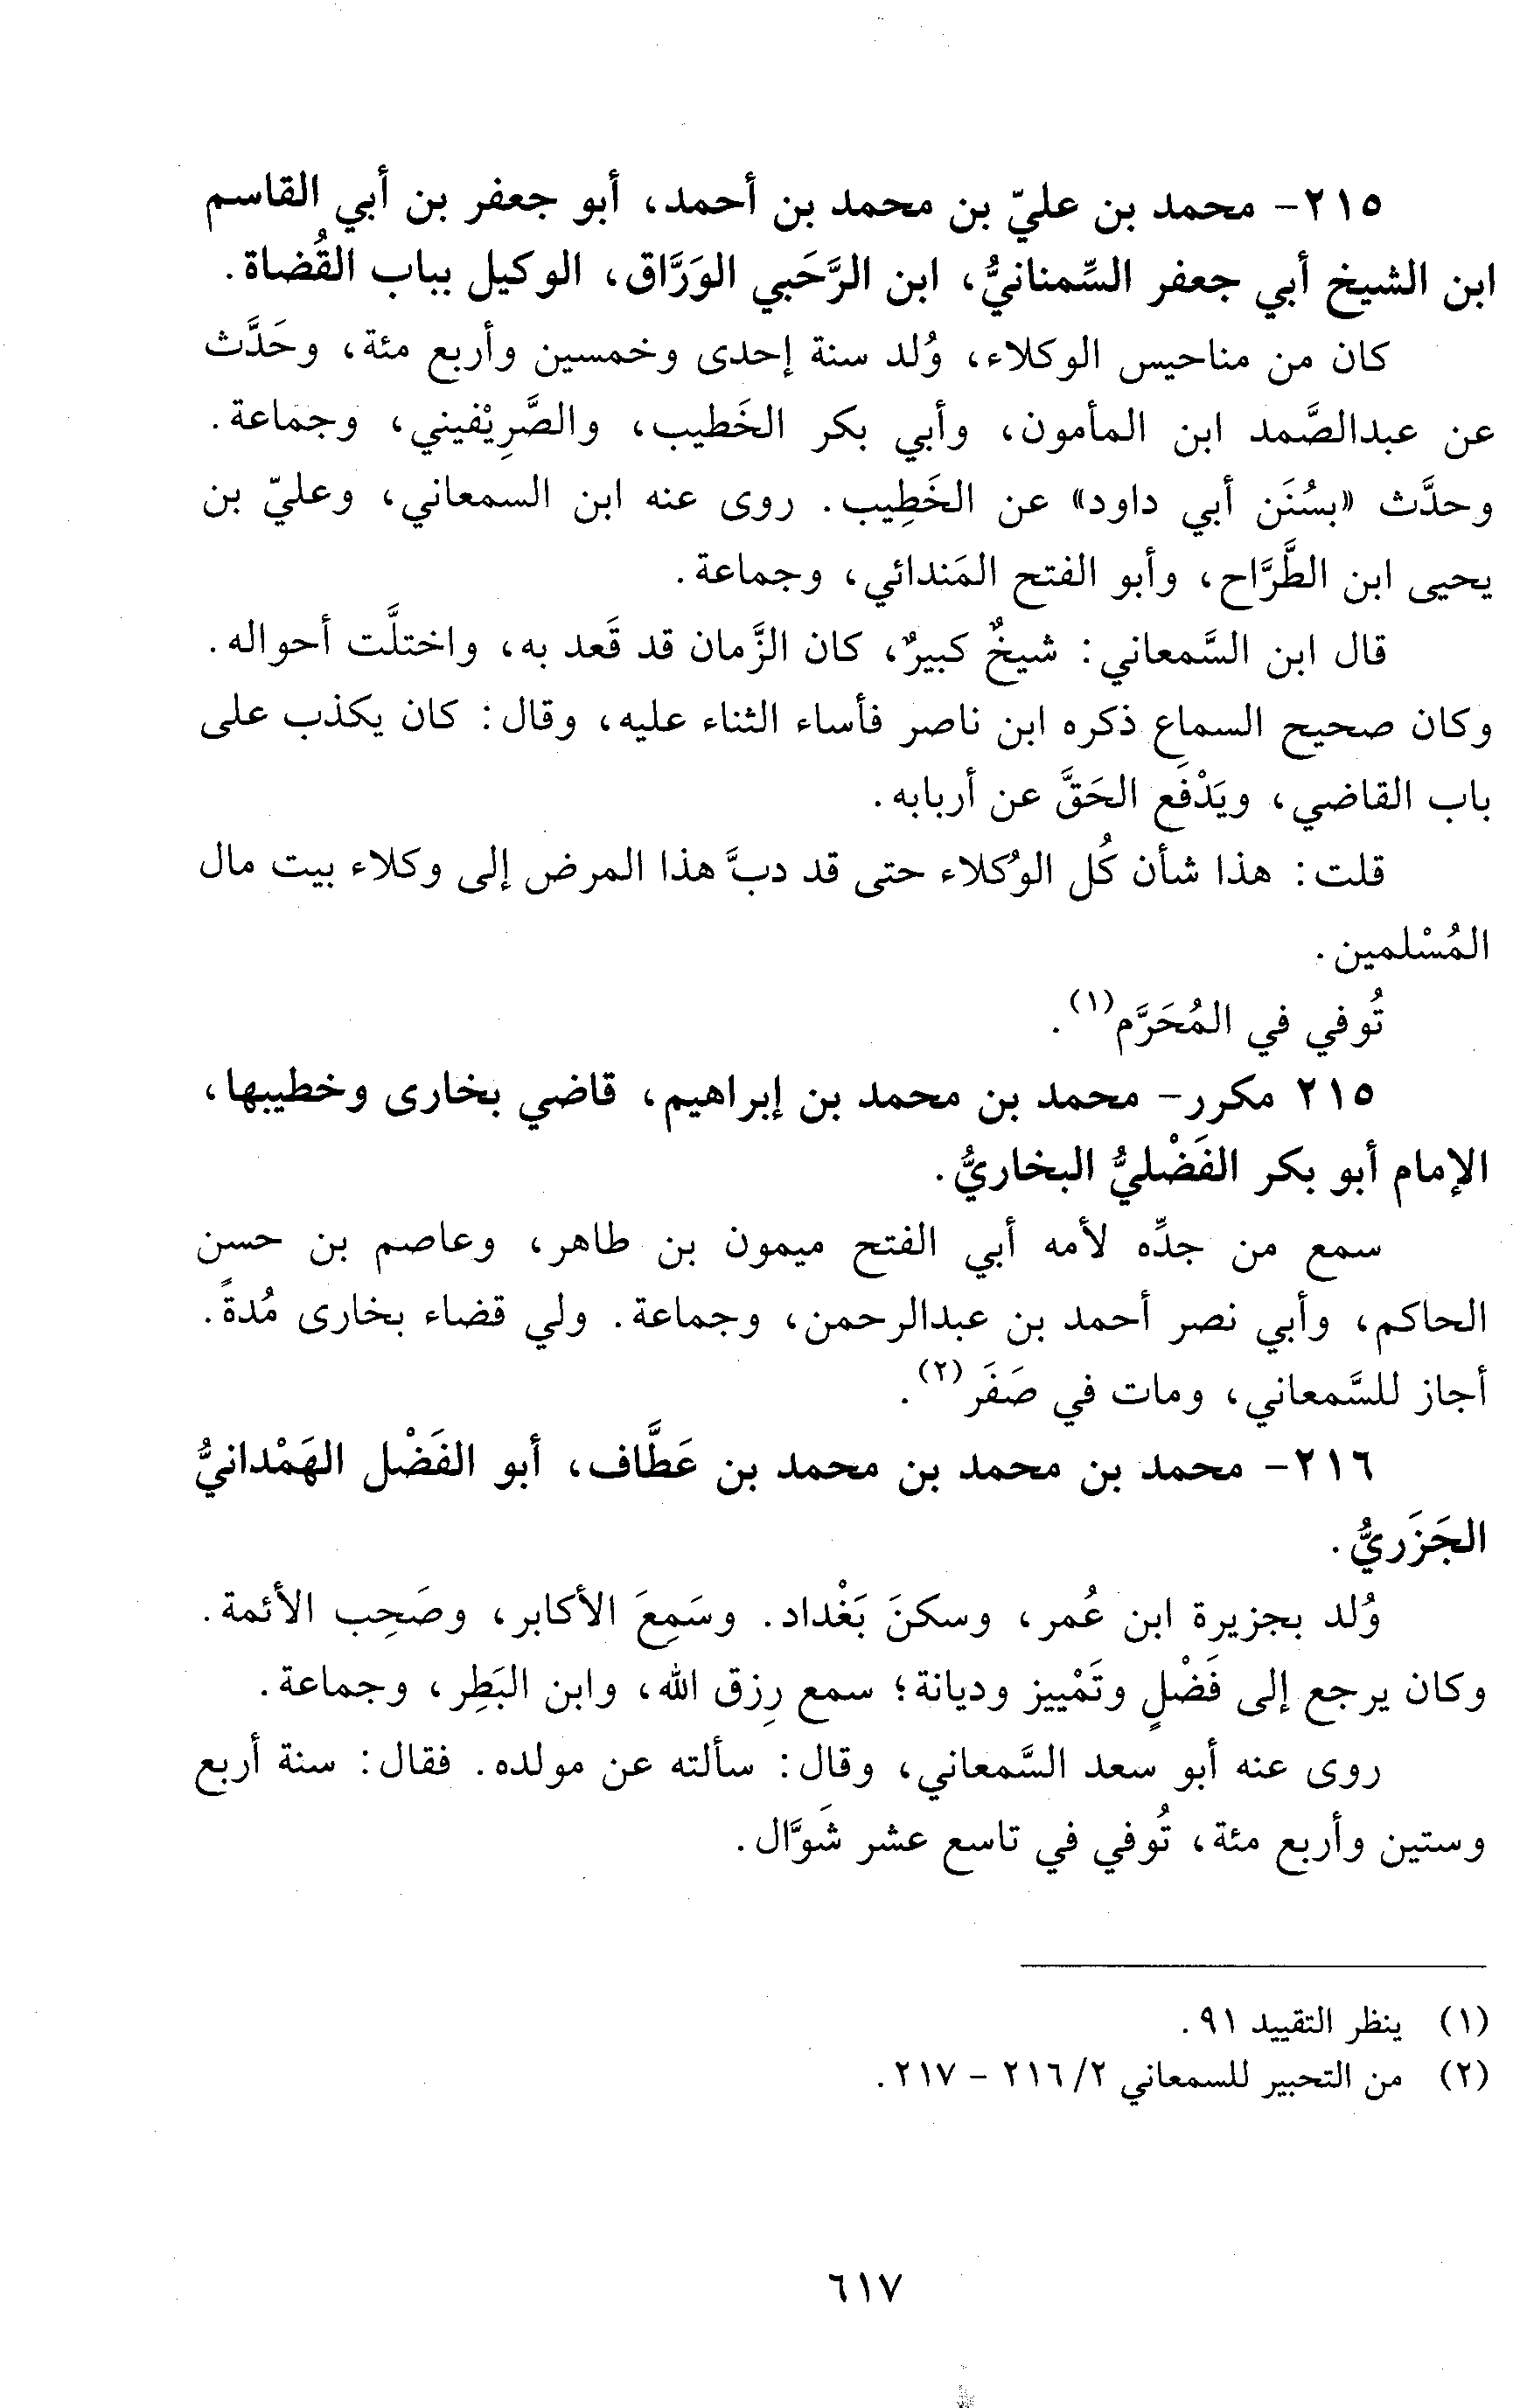 ٢١٥- محمد بن عليّ بن محمد بن أحمد، أبو جعفر بن أبي القاسم
ابن الشيخ أبي جعفر السِّمنانيُّ، ابن الرَّحَبي الوَرَّاق، الوكيل بباب القُضاة.
كان من مناحيس الوكلاء، وُلد سنة إحدى وخمسين وأربع مئة، وحَدَّث
عن عبدالصَّمد ابن المأمون، وأبي بكر الخَطيب، والصَّرِيْفيني، وجماعة.
وحدَّث «بسُنَن أبي داود» عن الخَطِيب. روى عنه ابن السمعاني، وعليّ بن
يحيى ابن الطَّرَّاح، وأبو الفتح المَندائي، وجماعة.
قال ابن السَّمعاني: شيخٌ كبيرٌ، كان الزَّمان قد قَعد به، واختلَّت أحواله.
وكان صحيح السماع ذكره ابن ناصر فأساء الثناء عليه، وقال: كان يكذب على
باب القاضي، ويَدْفَع الحَقَّ عن أربابه.
قلت: هذا شأن كُل الوُكلاء حتى قد دبَّ هذا المرض إلى وكلاء بيت مال
المُسْلمين.
تُوفي في المُحَرَّم(١).
٢١٥ مكرر- محمد بن محمد بن إبراهيم، قاضي بخارى وخطيبها،
الإمام أبو بكر الفَضْليُّ البخاريُّ.
سمع من جدِّه لأمه أبي الفتح ميمون بن طاهر، وعاصم بن حسن
الحاكم، وأبي نصر أحمد بن عبدالرحمن، وجماعة. ولي قضاء بخارى مُدةً.
أجاز للسَّمعاني، ومات في صَفَر(٢).
٢١٦- محمد بن محمد بن محمد بن عَطَّاف، أبو الفَضْل الهَمْدانيُّ
الجَزَريُّ.
وُلد بجزيرة ابن عُمر، وسكنَ بَغْداد. وسَمِعَ الأكابر، وصَحِب الأئمة.
وكان يرجع إلى فَضْلٍ وتَمْييز وديانة؛ سمع رِزق الله، وابن البَطِر، وجماعة.
روى عنه أبو سعد السَّمعاني، وقال: سألته عن مولده. فقال: سنة أربع
وستين وأربع مئة، تُوفي في تاسع عشر شَوَّال.
(١) ينظر التقييد ٩١.
(٢) من التحبير للسمعاني ٢/ ٢١٦ - ٢١٧.
٦١٧